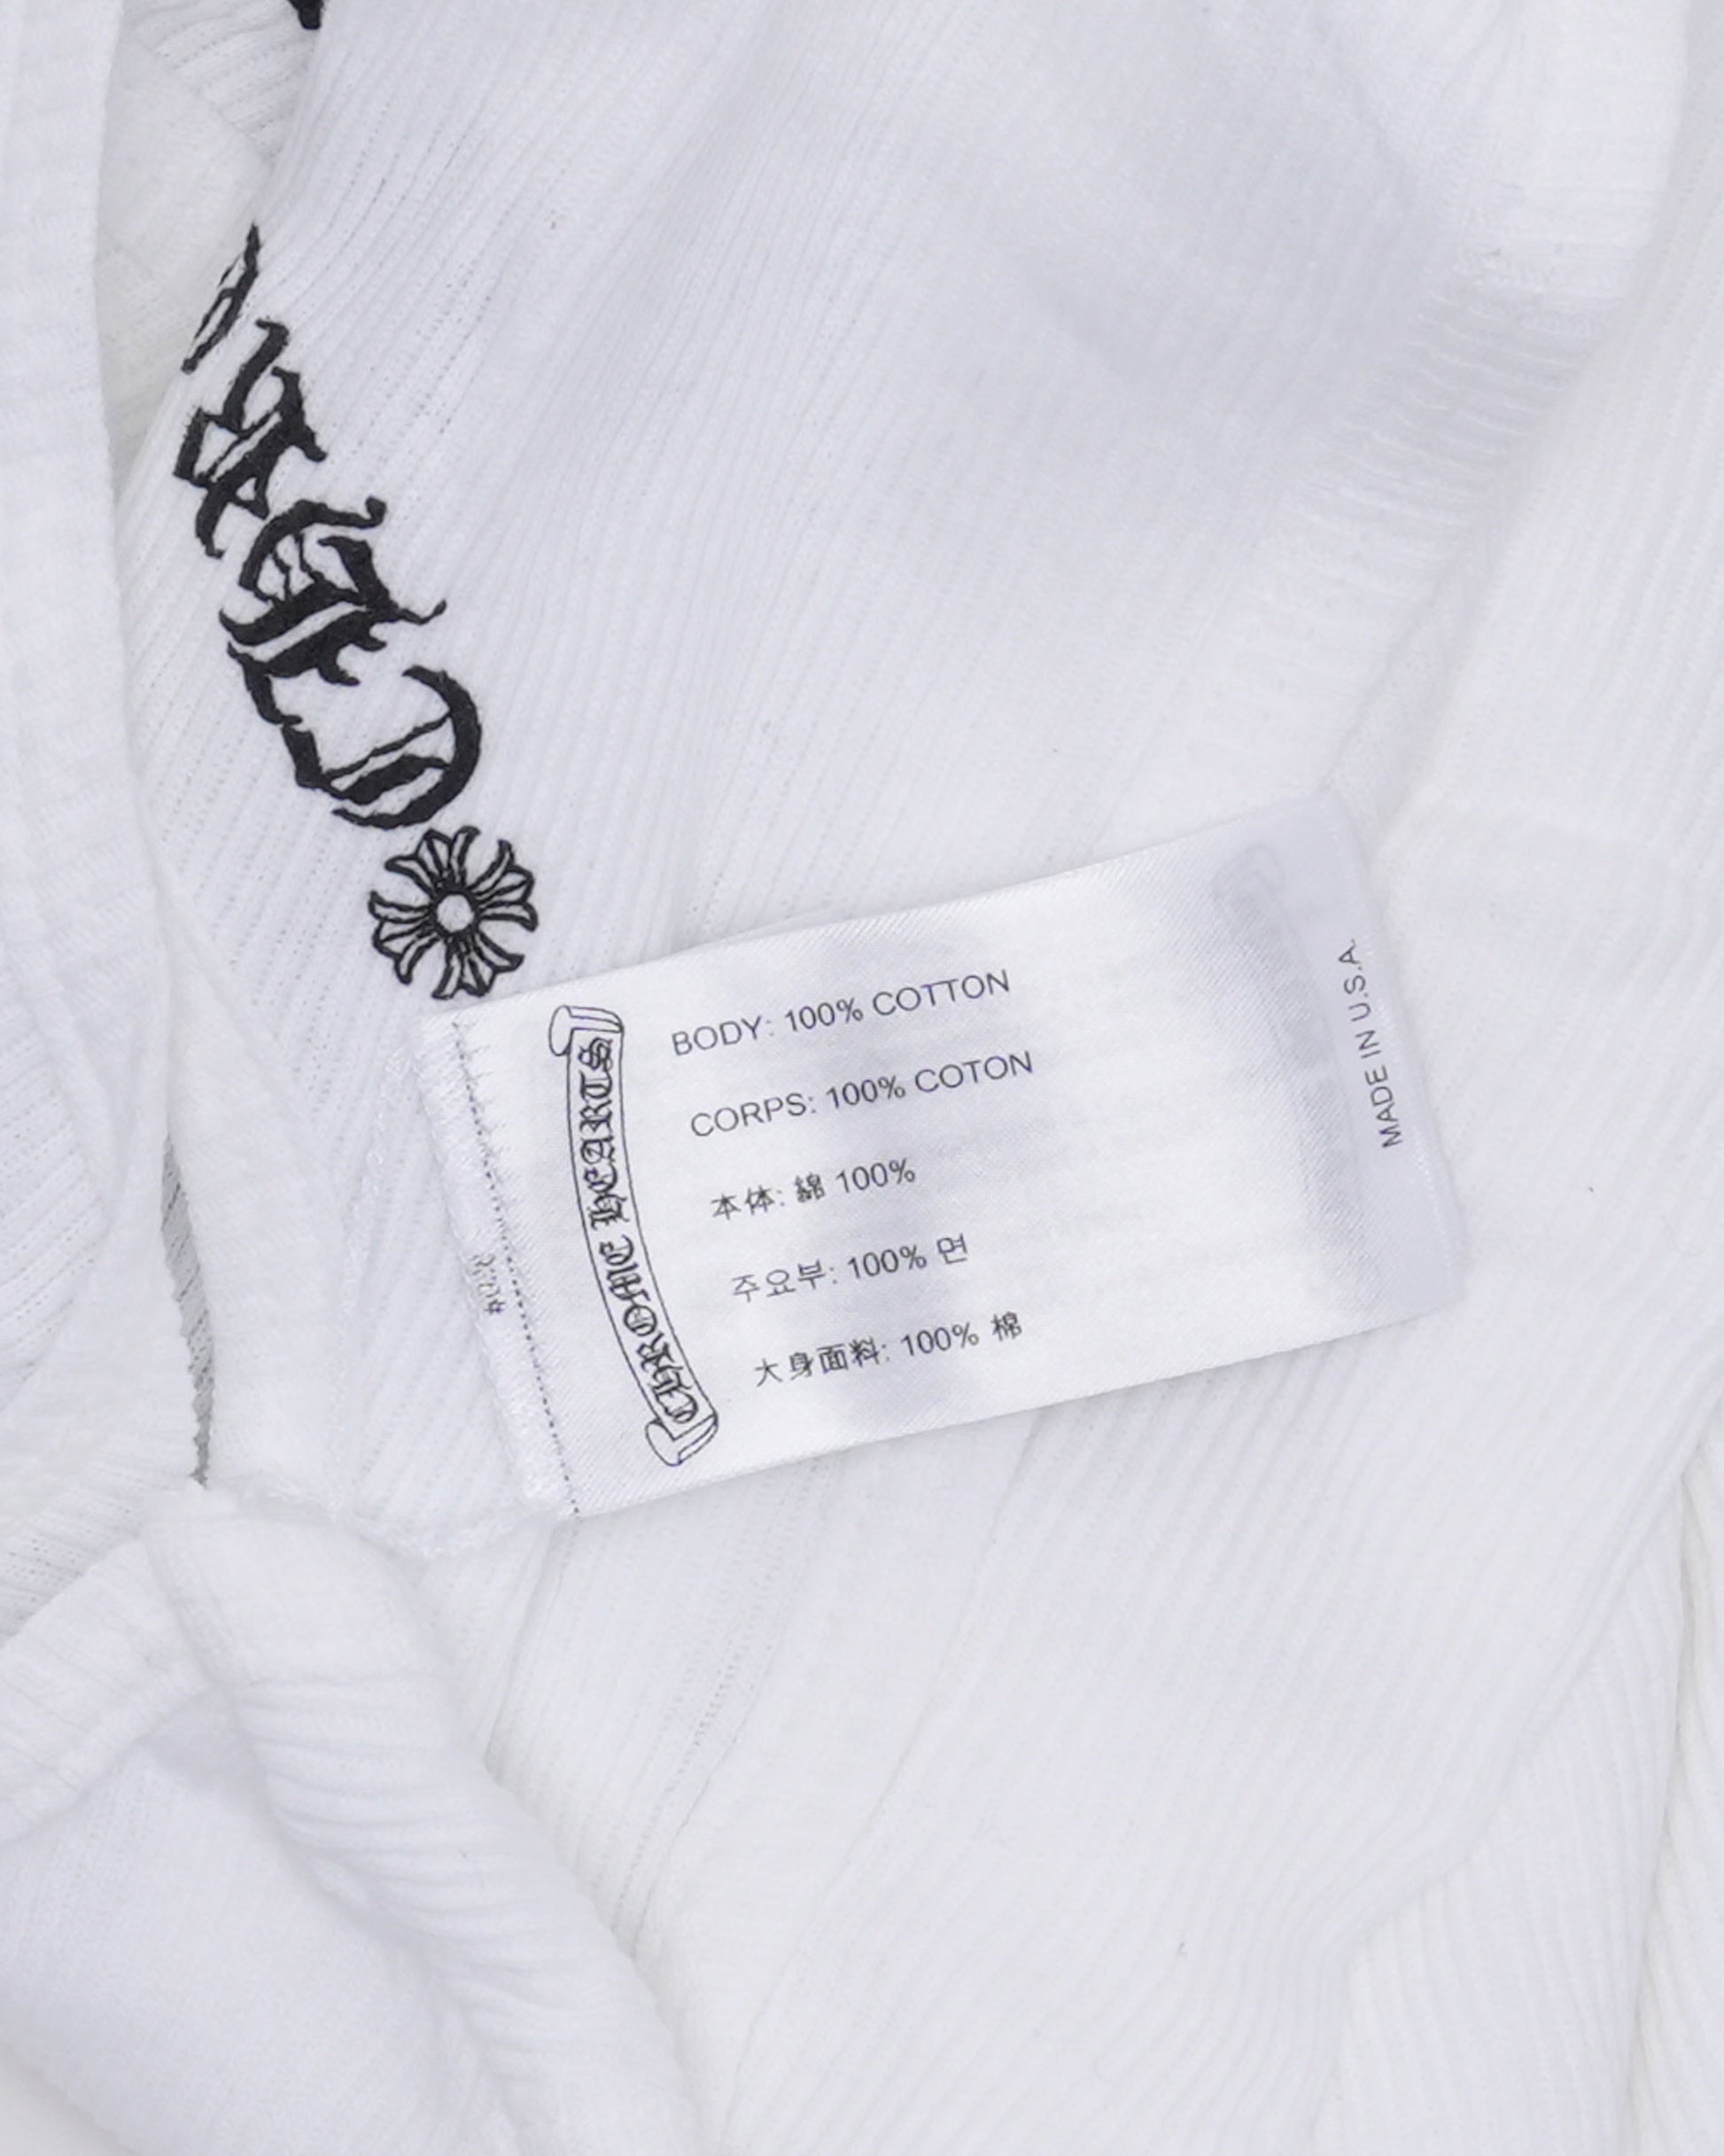 CHROME HEARTS
BODY: 100% COTTON
CORPS: 100% COTON
本体: 綿 100%
주요부: 100% 면
大身面料: 100% 棉
MADE IN U.S.A.